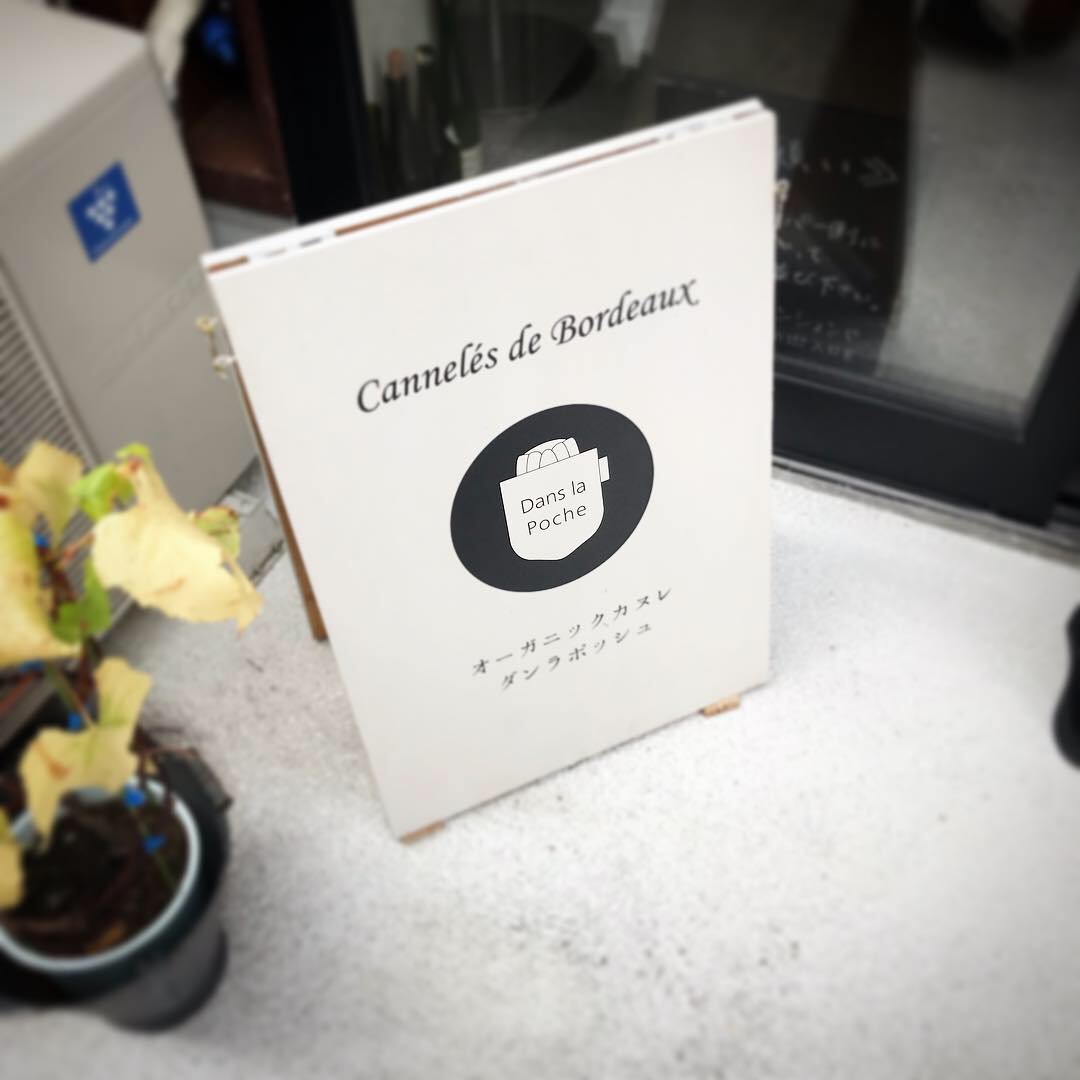 Cannelés de Bordeaux
Dans la
Poche
オーガニックカヌレ
ダンラポッシュ